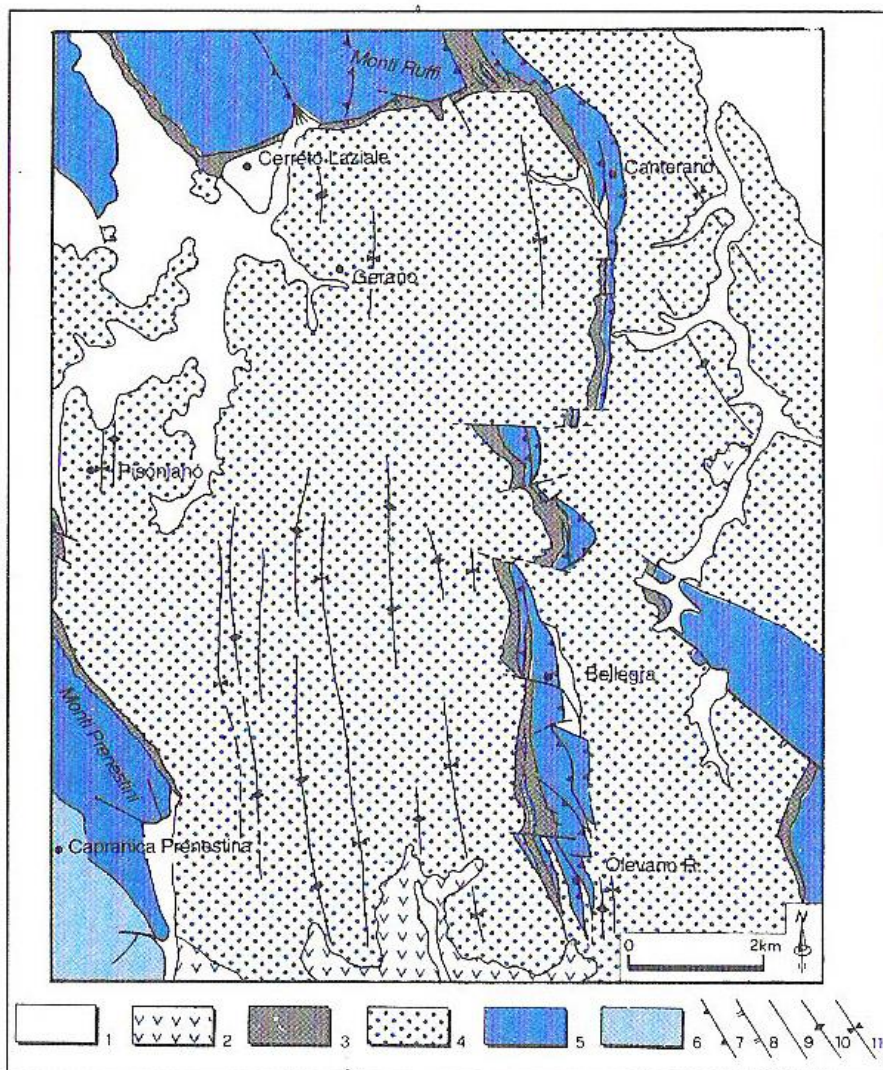 Monti Ruffi
Cerreto Laziale
Canterano
Gerano
Pisoniano
Bellegra
Monti Prenestini
Capranica Prenestina
Olevano R.
N
0 2km
1 2 3 4 5 6 7 8 9 10 11